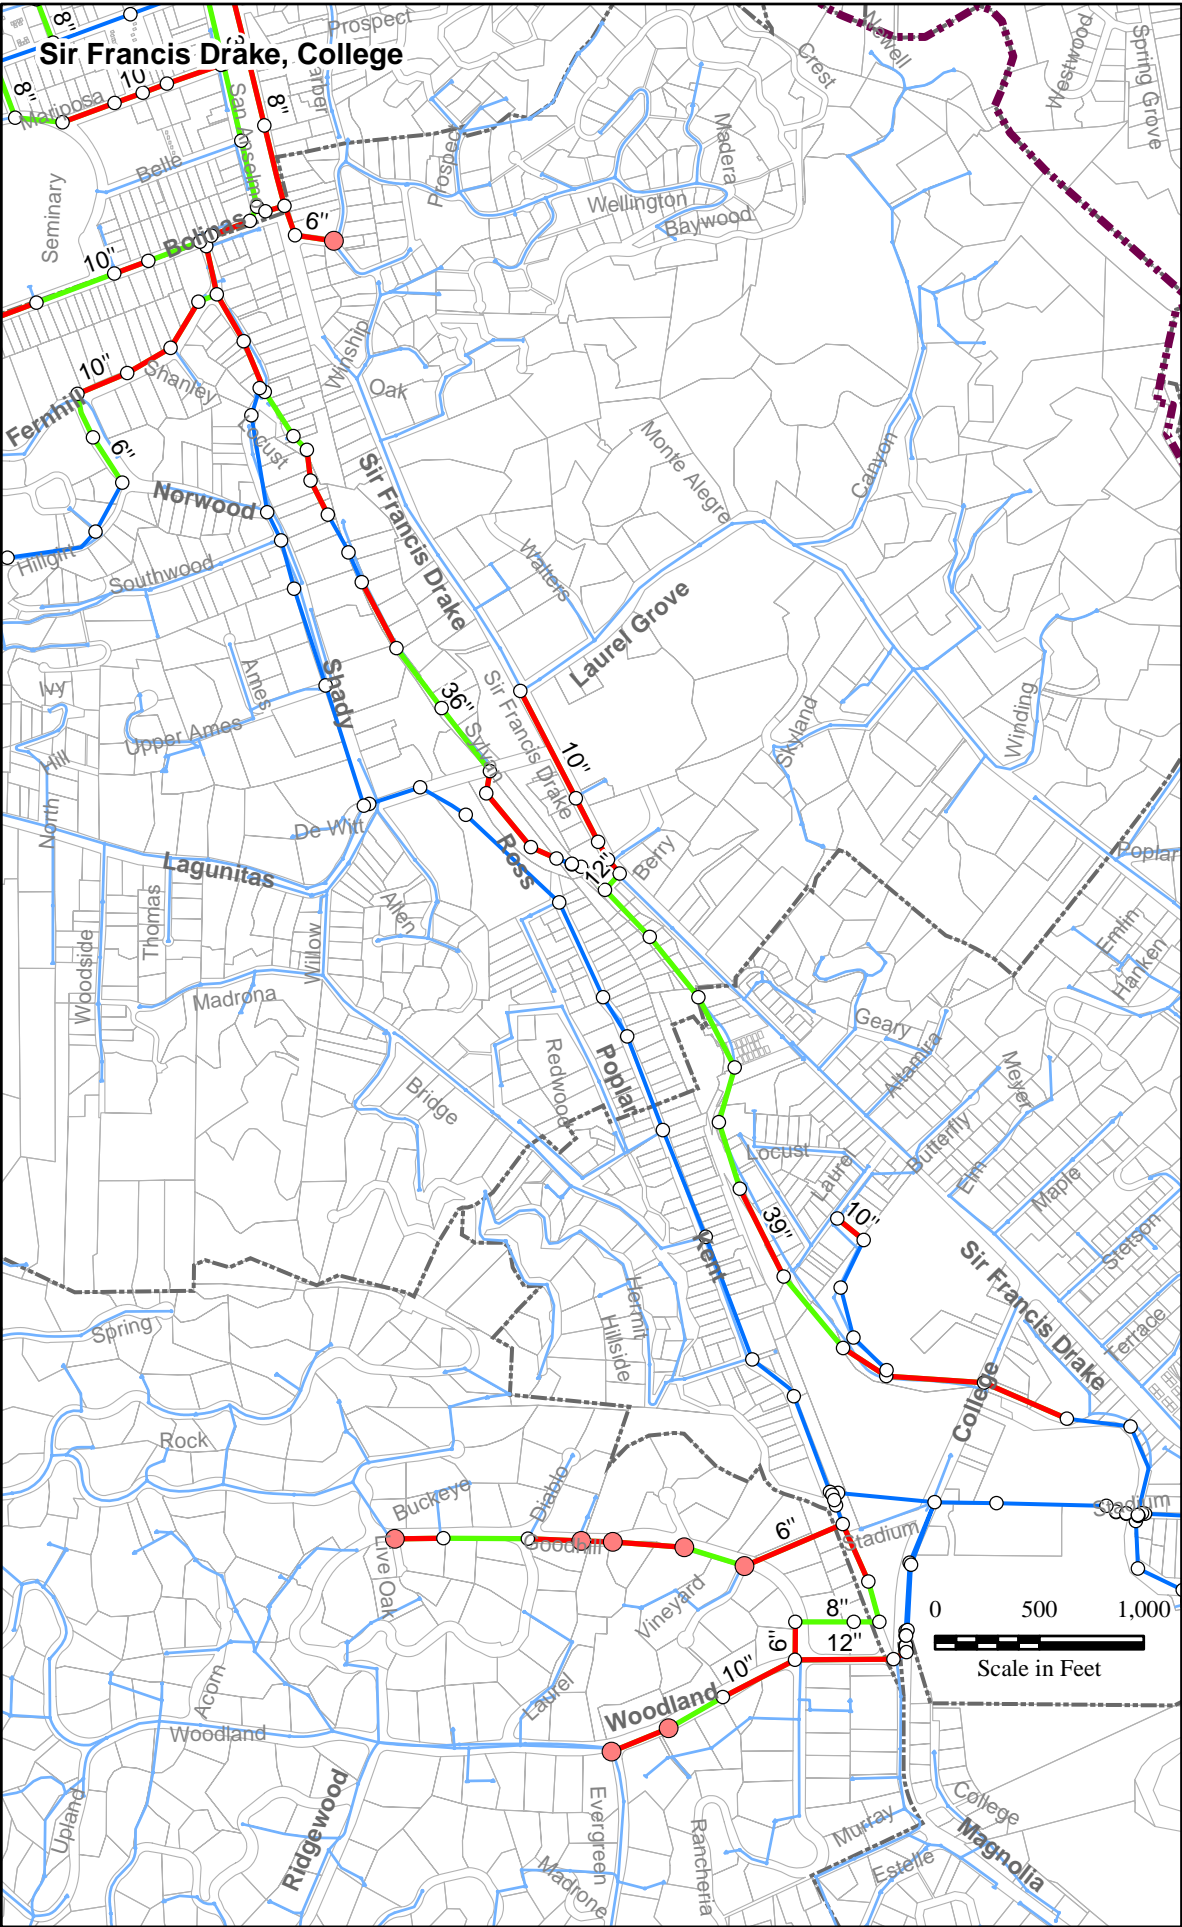 8"
Prospect
Newell
Sir Francis Drake, College
Crest
Westwood
Spring Grove
8"
10"
Mariposa
San Anselmo
8"
Madera
Belle
Prospect
Seminary
Wellington
Baywood
Bolinas
6"
10"
Winship
10"
Shanley
Oak
Fernhill
6"
Locust
Monte Alegre
Canyon
Norwood
Sir Francis Drake
Hillgirt
Southwood
Walters
Laurel Grove
Ivy
Ames
Shady
36"
Sir Francis Drake
Upper Ames
Hill
Sylvan
10"
Skyland
Winding
North
De Witt
Ross
12"
Berry
Poplar
Lagunitas
Thomas
Allen
Woodside
Willow
Emlin
Hanken
Madrona
Geary
Redwood
Poplar
Altamira
Meyer
Bridge
Locust
Laurel
Butterfly
Elm
Maple
39"
10"
Stetson
Kent
Sir Francis Drake
Hermit
Hillside
Spring
Terrace
College
Rock
Buckeye
Diablo
Stadium
6"
Goodhill
Stadium
Live Oak
Vineyard
8"
0 500 1,000
6"
12"
Scale in Feet
10"
Acorn
Laurel
Woodland
Woodland
Upland
Ridgewood
Evergreen
Rancheria
Murray
College
Magnolia
Estelle
Madrone